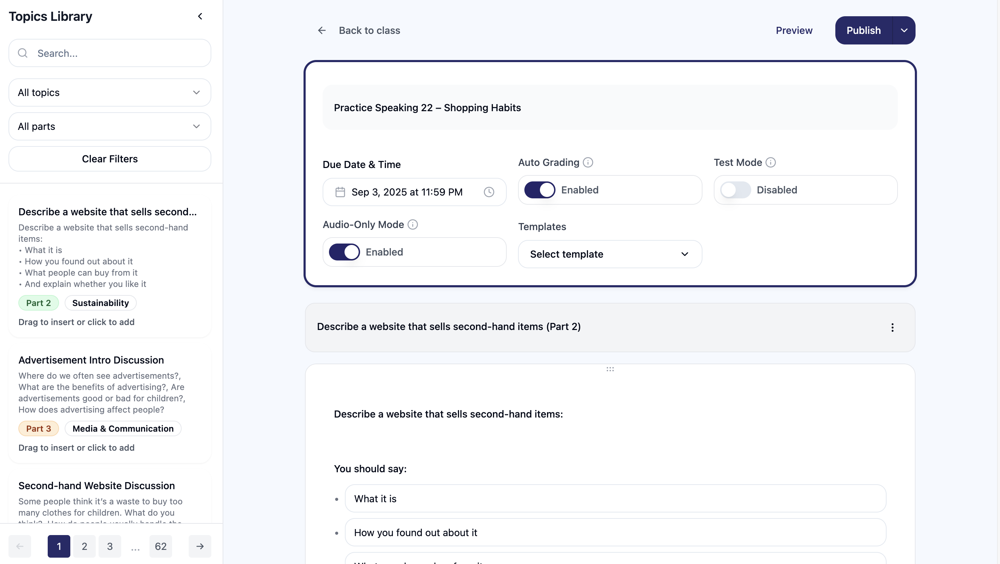 Topics Library
Search...
All topics
All parts
Clear Filters
Describe a website that sells second...
Describe a website that sells second-hand
items:
• What it is
• How you found out about it
• What people can buy from it
• And explain whether you like it
Part 2 Sustainability
Drag to insert or click to add
Advertisement Intro Discussion
Where do we often see advertisements?,
What are the benefits of advertising?, Are
advertisements good or bad for children?,
How does advertising affect people?
Part 3 Media & Communication
Drag to insert or click to add
Second-hand Website Discussion
Some people think it’s a waste to buy too
many clothes for children. What do you
think?, How do people usually handle the
1 2 3 ... 62
Back to class
Preview
Publish
Practice Speaking 22 – Shopping Habits
Due Date & Time
Sep 3, 2025 at 11:59 PM
Auto Grading
Enabled
Test Mode
Disabled
Audio-Only Mode
Enabled
Templates
Select template
Describe a website that sells second-hand items (Part 2)
Describe a website that sells second-hand items:
You should say:
• What it is
• How you found out about it